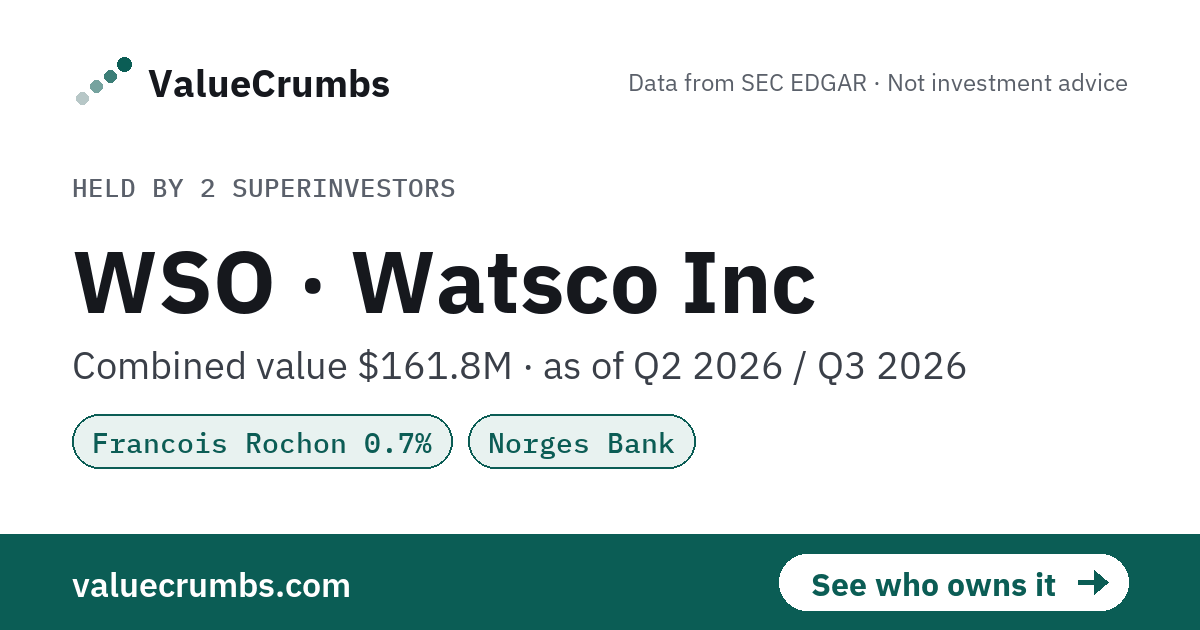 ValueCrumbs
Data from SEC EDGAR · Not investment advice
HELD BY 2 SUPERINVESTORS
WSO · Watsco Inc
Combined value $161.8M · as of Q2 2026 / Q3 2026
Francois Rochon 0.7%
Norges Bank
valuecrumbs.com
See who owns it →